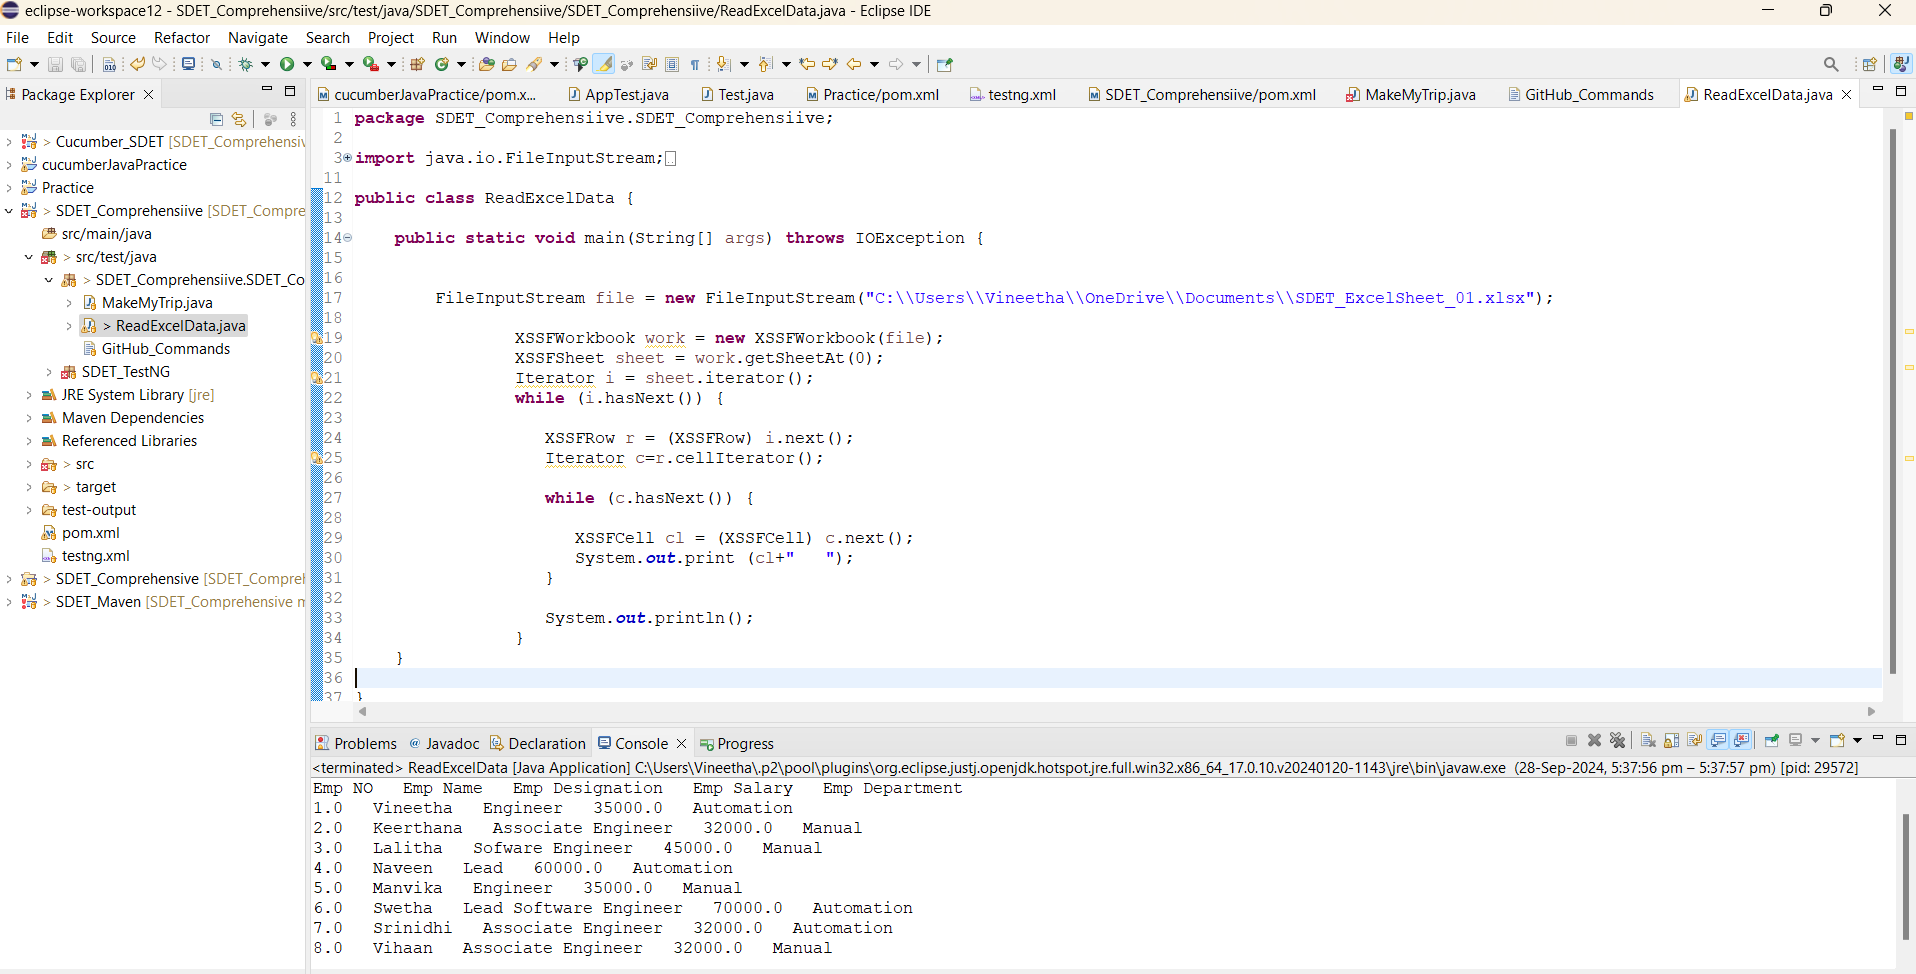 eclipse-workspace12 - SDET_Comprehensiive/src/test/java/SDET_Comprehensiive/SDET_Comprehensiive/ReadExcelData.java - Eclipse IDE
File Edit Source Refactor Navigate Search Project Run Window Help
Package Explorer
> Cucumber_SDET [SDET_Comprehensiv
cucumberJavaPractice
Practice
> SDET_Comprehensiive [SDET_Compre
src/main/java
> src/test/java
> SDET_Comprehensiive.SDET_Co
MakeMyTrip.java
> ReadExcelData.java
GitHub_Commands
SDET_TestNG
JRE System Library [jre]
Maven Dependencies
Referenced Libraries
> src
> target
test-output
pom.xml
testng.xml
> SDET_Comprehensive [SDET_Compreh
> SDET_Maven [SDET_Comprehensive m
cucumberJavaPractice/pom.x... AppTest.java Test.java Practice/pom.xml testng.xml SDET_Comprehensiive/pom.xml MakeMyTrip.java GitHub_Commands ReadExcelData.java
1 package SDET_Comprehensiive.SDET_Comprehensiive;
2
3 import java.io.FileInputStream;
11
12 public class ReadExcelData {
13
14 public static void main(String[] args) throws IOException {
15
16
17 FileInputStream file = new FileInputStream("C:\\Users\\Vineetha\\OneDrive\\Documents\\SDET_ExcelSheet_01.xlsx");
18
19 XSSFWorkbook work = new XSSFWorkbook(file);
20 XSSFSheet sheet = work.getSheetAt(0);
21 Iterator i = sheet.iterator();
22 while (i.hasNext()) {
23
24 XSSFRow r = (XSSFRow) i.next();
25 Iterator c=r.cellIterator();
26
27 while (c.hasNext()) {
28
29 XSSFCell cl = (XSSFCell) c.next();
30 System.out.print (cl+"   ");
31 }
32
33 System.out.println();
34 }
35 }
36
37 }
Problems @ Javadoc Declaration Console Progress
<terminated> ReadExcelData [Java Application] C:\Users\Vineetha\.p2\pool\plugins\org.eclipse.justj.openjdk.hotspot.jre.full.win32.x86_64_17.0.10.v20240120-1143\jre\bin\javaw.exe (28-Sep-2024, 5:37:56 pm – 5:37:57 pm) [pid: 29572]
Emp NO   Emp Name   Emp Designation   Emp Salary   Emp Department
1.0   Vineetha   Engineer   35000.0   Automation
2.0   Keerthana   Associate Engineer   32000.0   Manual
3.0   Lalitha   Sofware Engineer   45000.0   Manual
4.0   Naveen   Lead   60000.0   Automation
5.0   Manvika   Engineer   35000.0   Manual
6.0   Swetha   Lead Software Engineer   70000.0   Automation
7.0   Srinidhi   Associate Engineer   32000.0   Automation
8.0   Vihaan   Associate Engineer   32000.0   Manual